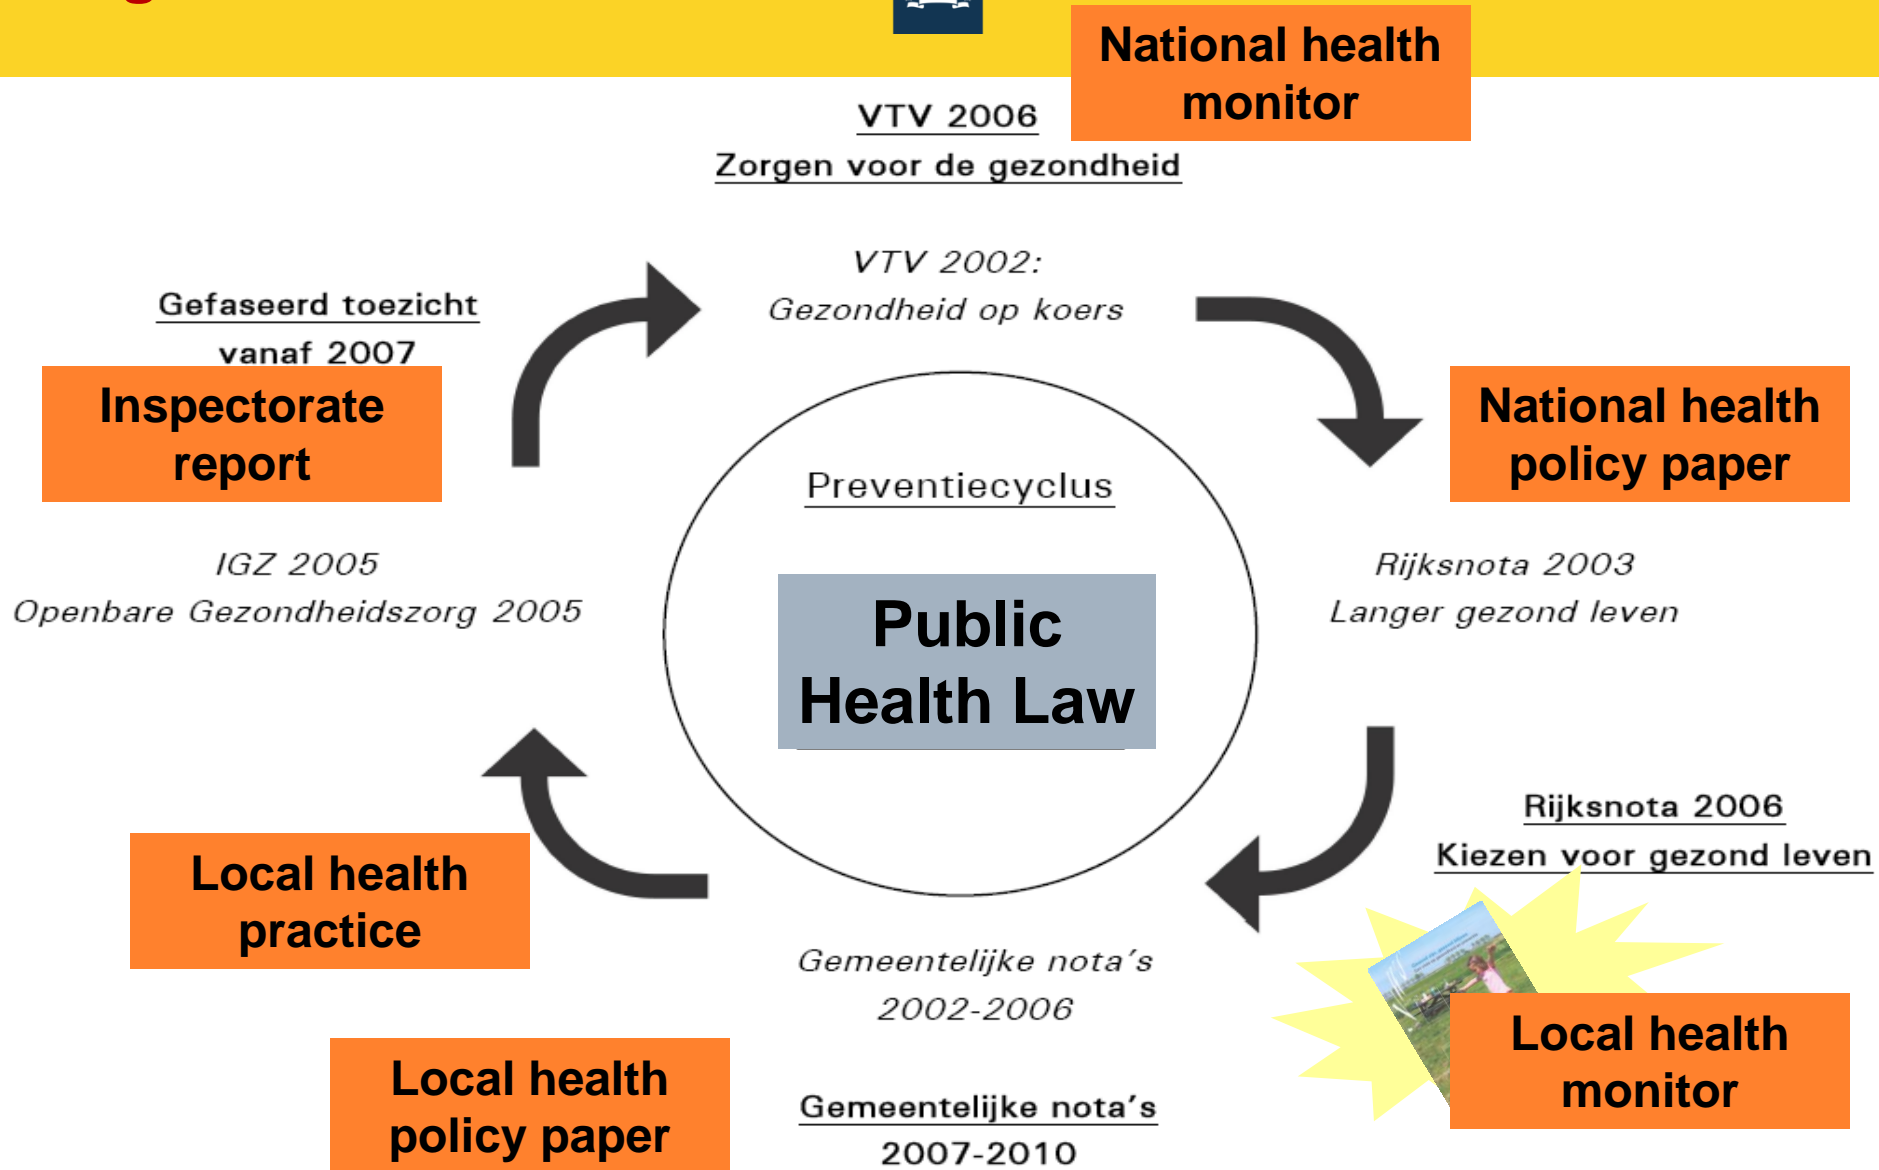 National health
monitor
VTV 2006
Zorgen voor de gezondheid
VTV 2002:
Gezondheid op koers
Gefaseerd toezicht
vanaf 2007
Inspectorate
report
National health
policy paper
Preventiecyclus
IGZ 2005
Openbare Gezondheidszorg 2005
Rijksnota 2003
Langer gezond leven
Public
Health Law
Rijksnota 2006
Kiezen voor gezond leven
Local health
practice
Gemeentelijke nota's
2002-2006
Local health
monitor
Local health
policy paper
Gemeentelijke nota's
2007-2010